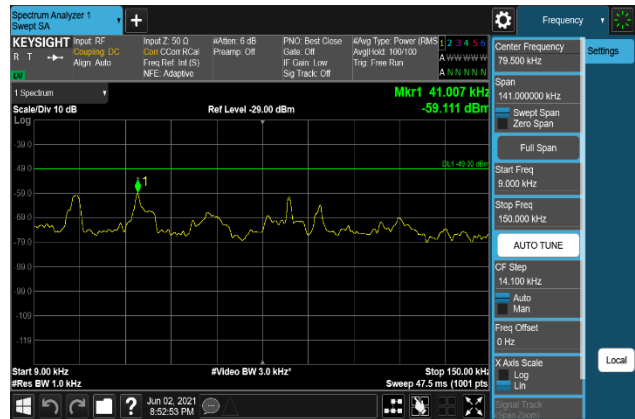 Spectrum Analyzer 1
Swept SA
Frequency
KEYSIGHT
R T
LW
Input: RF
Coupling: DC
Align: Auto
Input Z: 50 Ω
Corr CCorr RCal
Freq Ref: Int (S)
NFE: Adaptive
#Atten: 6 dB
Preamp: Off
PNO: Best Close
Gate: Off
IF Gain: Low
Sig Track: Off
#Avg Type: Power (RMS
Avg|Hold: 100/100
Trig: Free Run
1 2 3 4 5 6
A W W W W W
A N N N N N
1 Spectrum
Scale/Div 10 dB
Log
Ref Level -29.00 dBm
Mkr1 41.007 kHz
-59.111 dBm
-39.0
-49.0
-59.0
-69.0
-79.0
-89.0
-99.0
-109
-119
DL1 -49.00 dBm
1
Start 9.00 kHz
#Res BW 1.0 kHz
#Video BW 3.0 kHz*
Stop 150.00 kHz
Sweep 47.5 ms (1001 pts
Center Frequency
79.500 kHz
Settings
Span
141.000000 kHz
Swept Span
Zero Span
Full Span
Start Freq
9.000 kHz
Stop Freq
150.000 kHz
AUTO TUNE
CF Step
14.100 kHz
Auto
Man
Freq Offset
0 Hz
X Axis Scale
Log
Lin
Local
Signal Track
(Span Zoom)
?
Jun 02, 2021
8:52:53 PM